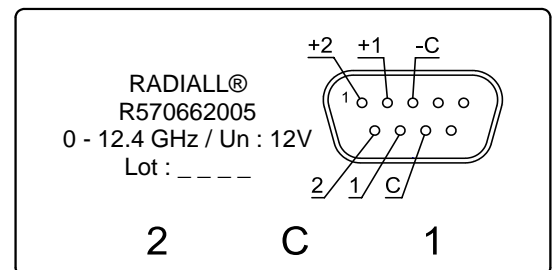 +2 +1 -C
RADIALL®
R570662005
0 - 12.4 GHz / Un : 12V
Lot : _ _ _ _
1
2 1 C
2 C 1